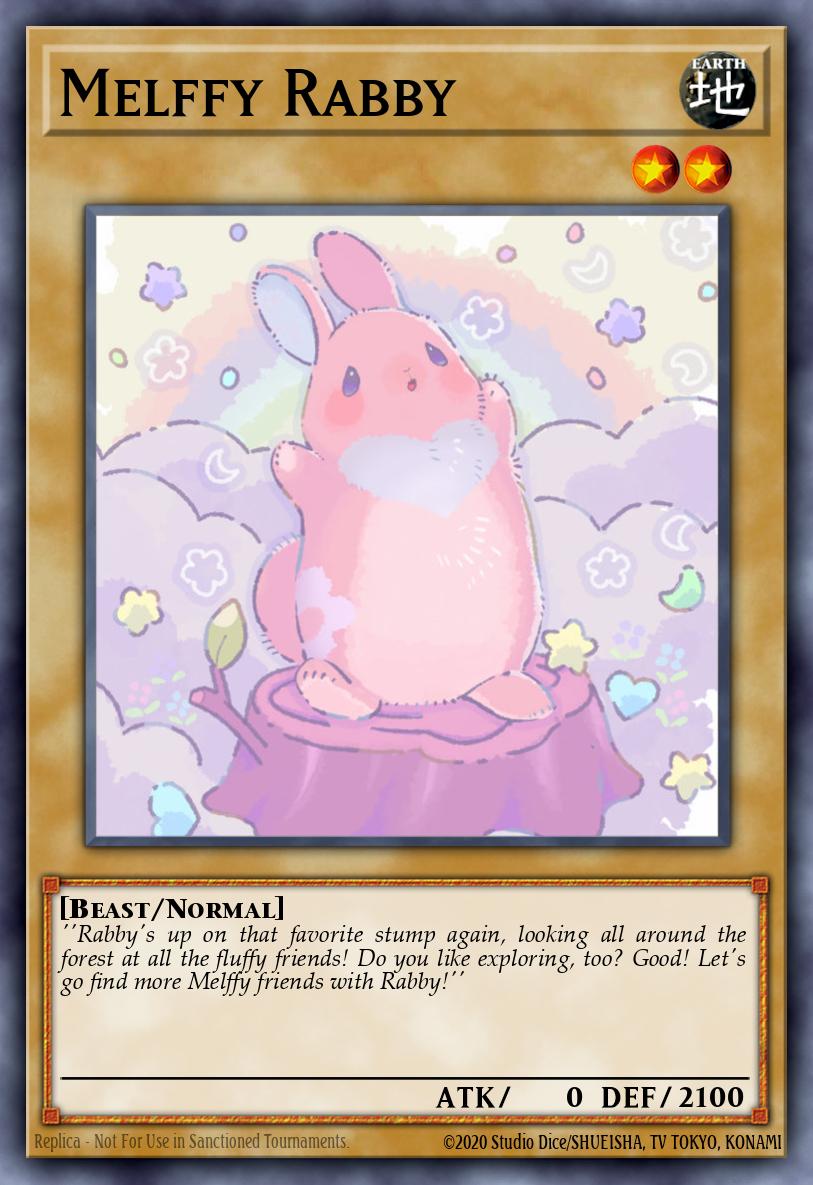 Melffy Rabby
EARTH
地
[Beast/Normal]
''Rabby's up on that favorite stump again, looking all around the
forest at all the fluffy friends! Do you like exploring, too? Good! Let's
go find more Melffy friends with Rabby!''
ATK/ 0 DEF/2100
Replica - Not For Use in Sanctioned Tournaments.
©2020 Studio Dice/SHUEISHA, TV TOKYO, KONAMI